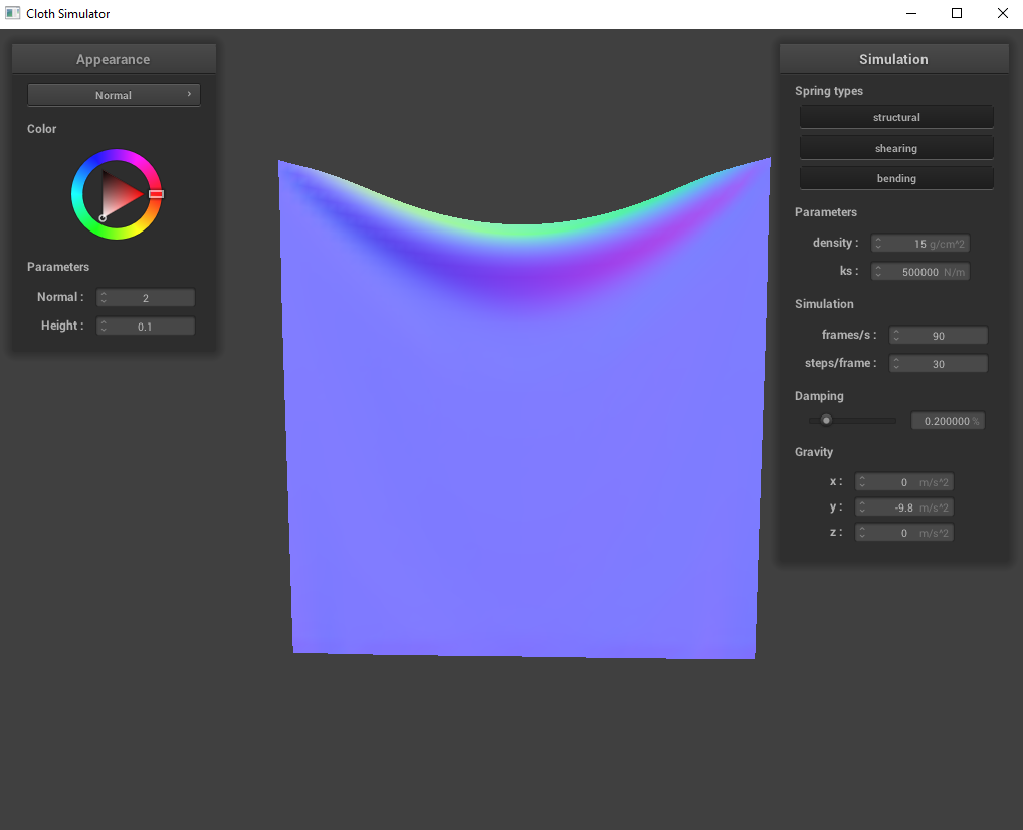 Cloth Simulator
Appearance
Normal
Color
Parameters
Normal : 2
Height : 0.1
Simulation
Spring types
structural
shearing
bending
Parameters
density : 15 g/cm^2
ks : 500000 N/m
Simulation
frames/s : 90
steps/frame : 30
Damping
0.200000 %
Gravity
x : 0 m/s^2
y : -9.8 m/s^2
z : 0 m/s^2